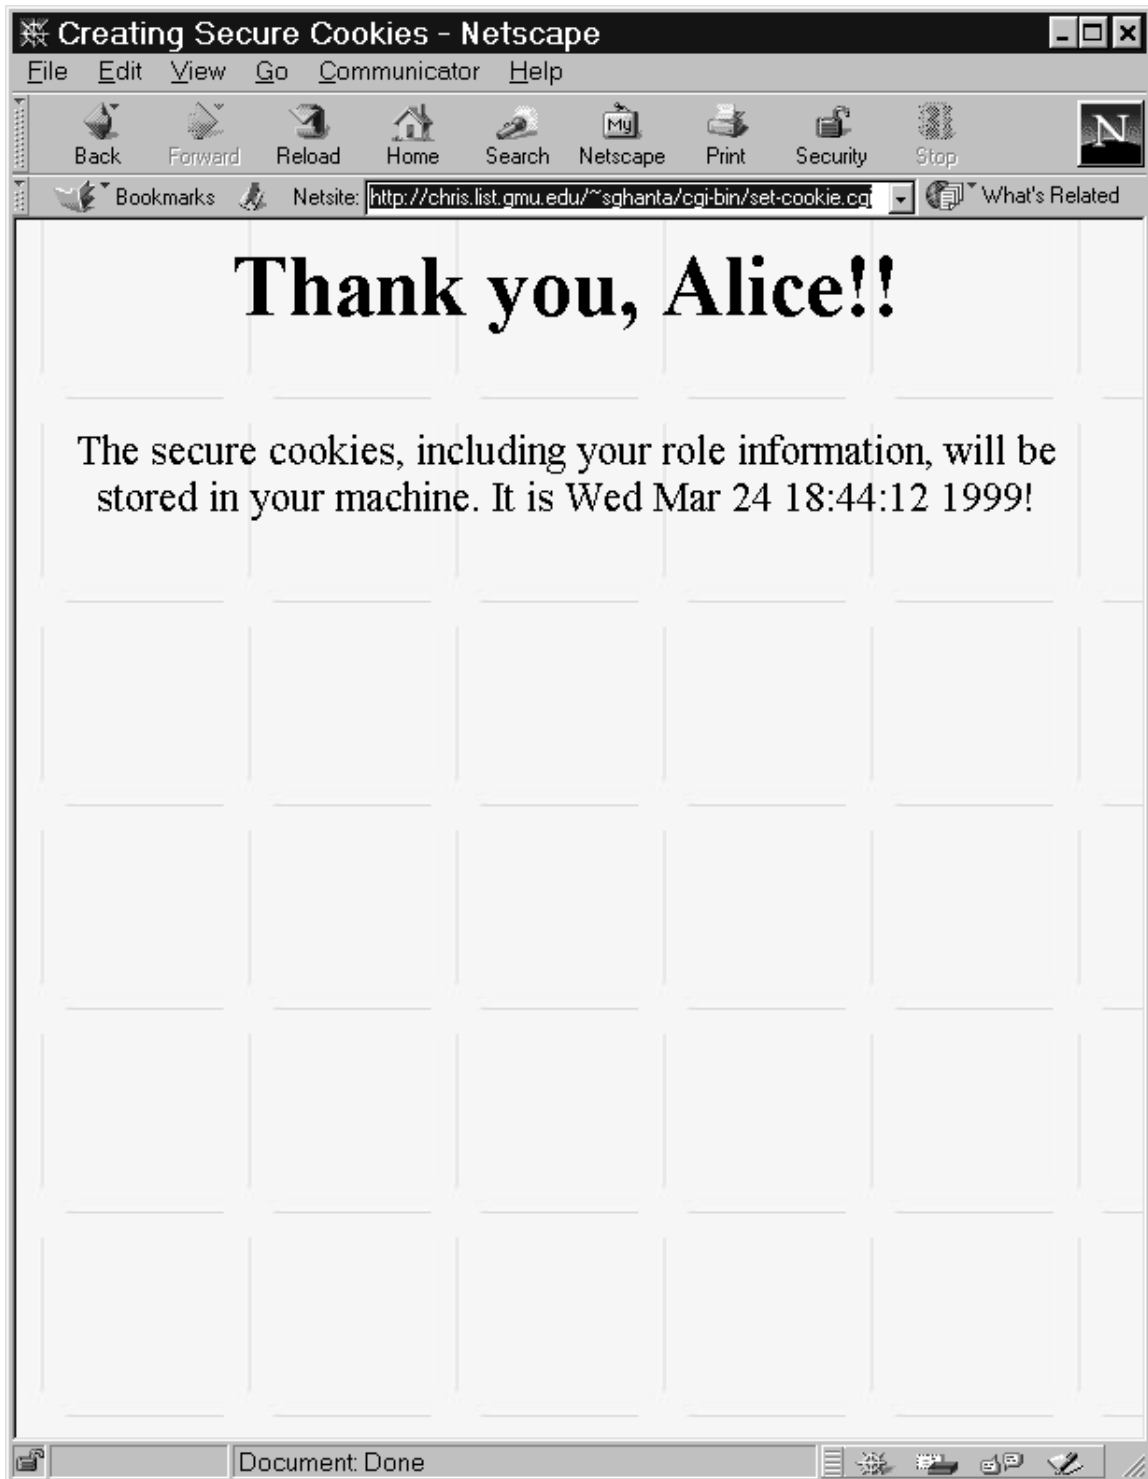 Creating Secure Cookies - Netscape
File Edit View Go Communicator Help
Back Forward Reload Home Search Netscape Print Security Stop
My
N
Bookmarks Netsite: http://chris.list.gmu.edu/~sghanta/cgi-bin/set-cookie.cgi What's Related
Thank you, Alice!!
The secure cookies, including your role information, will be
stored in your machine. It is Wed Mar 24 18:44:12 1999!
Document: Done